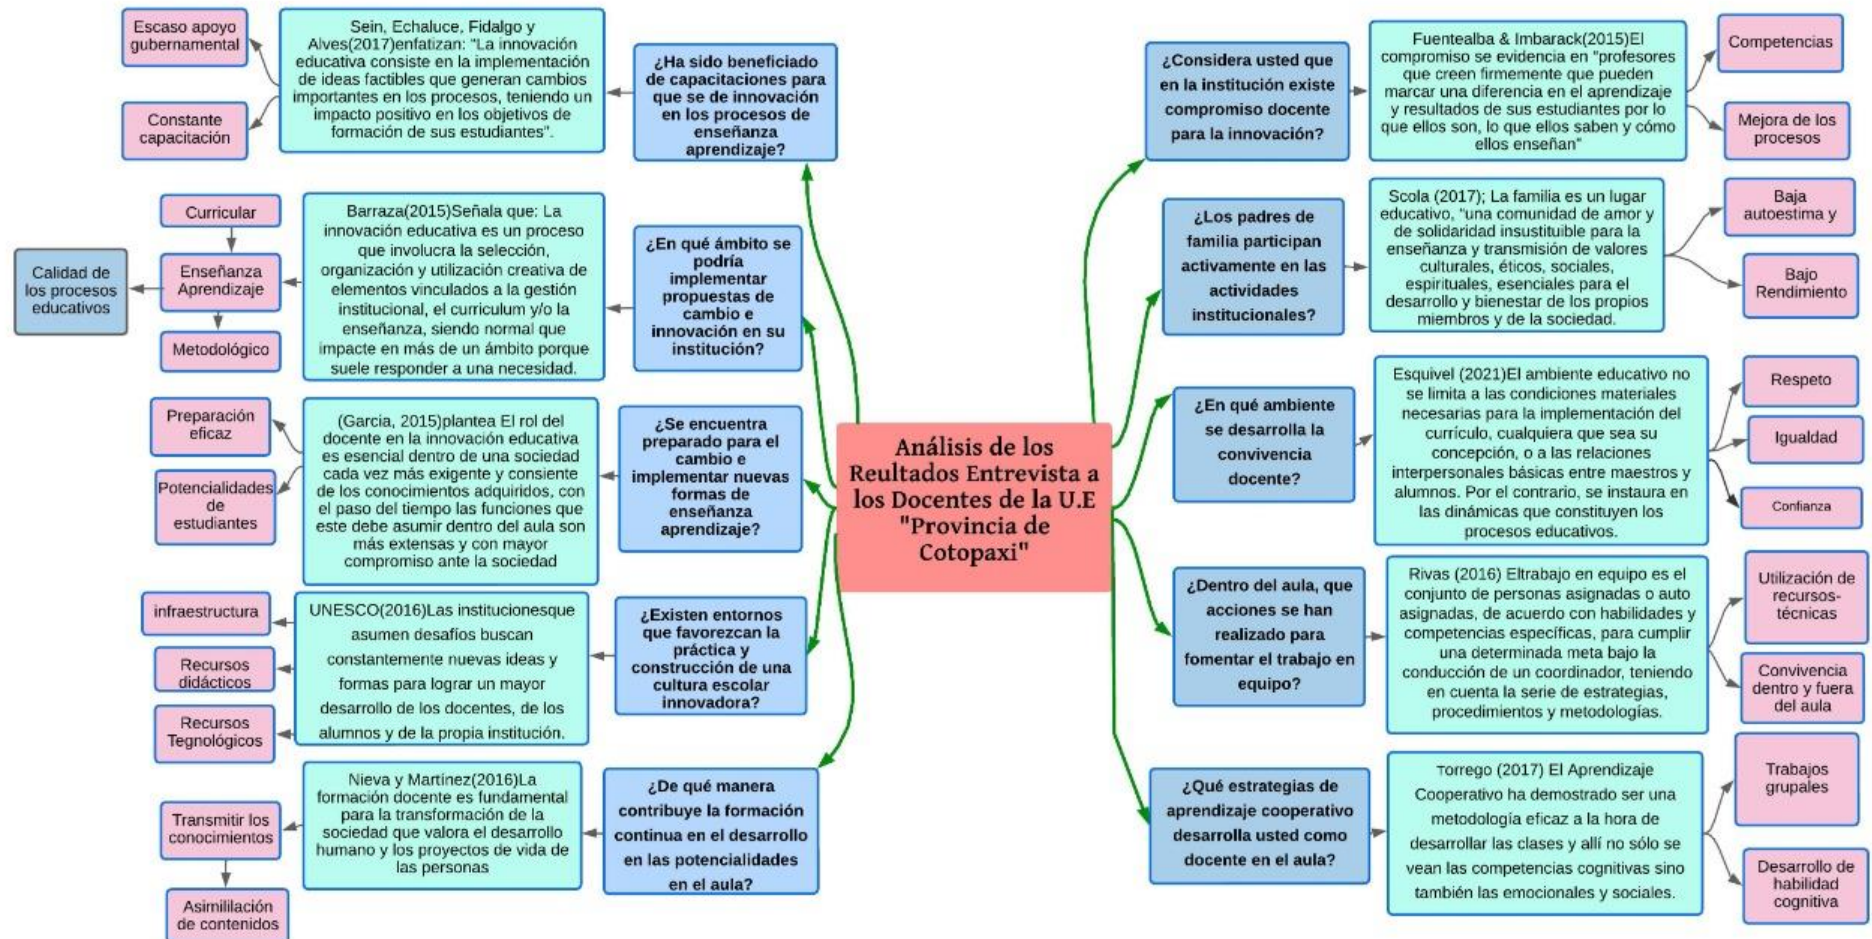 Escaso apoyo
gubernamental
Constante
capacitación
Sein, Echaluce, Fidalgo y
Alves(2017)enfatizan: "La innovación
educativa consiste en la implementación
de ideas factibles que generan cambios
importantes en los procesos, teniendo un
impacto positivo en los objetivos de
formación de sus estudiantes".
¿Ha sido beneficiado
de capacitaciones para
que se de innovación
en los procesos de
enseñanza
aprendizaje?
Calidad de
los procesos
educativos
Curricular
Enseñanza
Aprendizaje
Metodológico
Barraza(2015)Señala que: La
innovación educativa es un proceso
que involucra la selección,
organización y utilización creativa de
elementos vinculados a la gestión
institucional, el curriculum y/o la
enseñanza, siendo normal que
impacte en más de un ámbito porque
suele responder a una necesidad.
¿En qué ámbito se
podría
implementar
propuestas de
cambio e
innovación en su
institución?
Preparación
eficaz
Potencialidades
de
estudiantes
(Garcia, 2015)plantea El rol del
docente en la innovación educativa
es esencial dentro de una sociedad
cada vez más exigente y consiente
de los conocimientos adquiridos, con
el paso del tiempo las funciones que
este debe asumir dentro del aula son
más extensas y con mayor
compromiso ante la sociedad
¿Se encuentra
preparado para el
cambio e
implementar nuevas
formas de
enseñanza
aprendizaje?
infraestructura
Recursos
didácticos
Recursos
Tegnológicos
UNESCO(2016)Las institucionesque
asumen desafíos buscan
constantemente nuevas ideas y
formas para lograr un mayor
desarrollo de los docentes, de los
alumnos y de la propia institución.
¿Existen entornos
que favorezcan la
práctica y
construcción de una
cultura escolar
innovadora?
Transmitir los
conocimientos
Asimililación
de contenidos
Nieva y Martínez(2016)La
formación docente es fundamental
para la transformación de la
sociedad que valora el desarrollo
humano y los proyectos de vida de
las personas
¿De qué manera
contribuye la formación
continua en el desarrollo
en las potencialidades
en el aula?
Análisis de los
Reultados Entrevista a
los Docentes de la U.E
"Provincia de
Cotopaxi"
¿Considera usted que
en la institución existe
compromiso docente
para la innovación?
Fuentealba & Imbarack(2015)El
compromiso se evidencia en "profesores
que creen firmemente que pueden
marcar una diferencia en el aprendizaje
y resultados de sus estudiantes por lo
que ellos son, lo que ellos saben y cómo
ellos enseñan"
Competencias
Mejora de los
procesos
¿Los padres de
familia participan
activamente en las
actividades
institucionales?
Scola (2017); La familia es un lugar
educativo, "una comunidad de amor y
de solidaridad insustituible para la
enseñanza y transmisión de valores
culturales, éticos, sociales,
espirituales, esenciales para el
desarrollo y bienestar de los propios
miembros y de la sociedad.
Baja
autoestima y
Bajo
Rendimiento
¿En qué ambiente
se desarrolla la
convivencia
docente?
Esquivel (2021)El ambiente educativo no
se limita a las condiciones materiales
necesarias para la implementación del
currículo, cualquiera que sea su
concepción, o a las relaciones
interpersonales básicas entre maestros y
alumnos. Por el contrario, se instaura en
las dinámicas que constituyen los
procesos educativos.
Respeto
Igualdad
Confianza
¿Dentro del aula, que
acciones se han
realizado para
fomentar el trabajo en
equipo?
Rivas (2016) Eltrabajo en equipo es el
conjunto de personas asignadas o auto
asignadas, de acuerdo con habilidades y
competencias específicas, para cumplir
una determinada meta bajo la
conducción de un coordinador, teniendo
en cuenta la serie de estrategias,
procedimientos y metodologías.
Utilización de
recursos-
técnicas
Convivencia
dentro y fuera
del aula
¿Qué estrategias de
aprendizaje cooperativo
desarrolla usted como
docente en el aula?
Torrego (2017) El Aprendizaje
Cooperativo ha demostrado ser una
metodología eficaz a la hora de
desarrollar las clases y allí no sólo se
vean las competencias cognitivas sino
también las emocionales y sociales.
Trabajos
grupales
Desarrollo de
habilidad
cognitiva